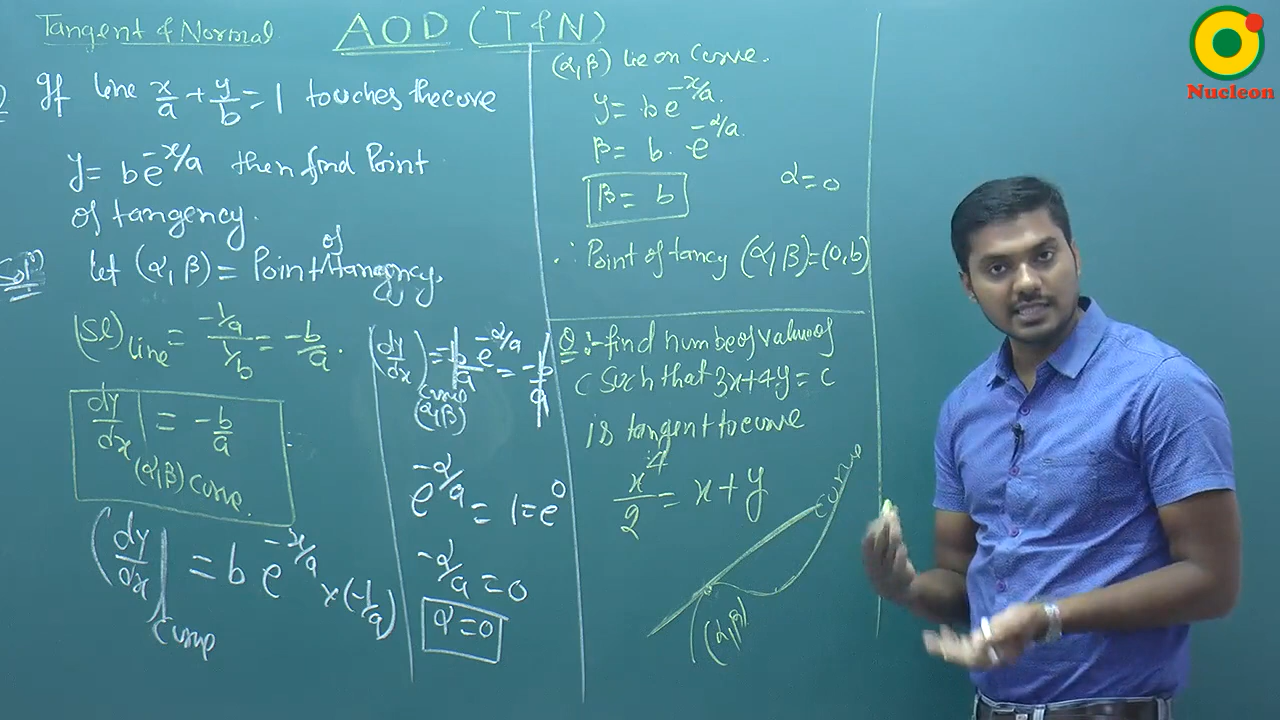 Tangent & Normal
AOD (T & N)
If line x/a + y/b = 1 touches the curve
y = be^-x/a then find Point
of tangency.
Sol^n let (α, β) = Point of tangency.
(Sl)line = (-1/a)/(1/b) = -b/a.
dy/dx|(α, β) curve = -b/a
(dy/dx|curve = b e^-x/a × (-1/a)
(dy/dx) curve (α, β) = -b/a e^-α/a = -b/a
e^-α/a = 1 = e^0
-α/a = 0
α = 0
(α, β) lie on curve.
y = b e^-x/a.
β = b. e^-α/a.
β = b
α = 0
∴ Point of tancy (α, β) = (0, b)
Q :- find number of value of
c such that 3x+4y = c
is tangent to curve
x^4/2 = x + y
curve
(α, β)
Nucleon